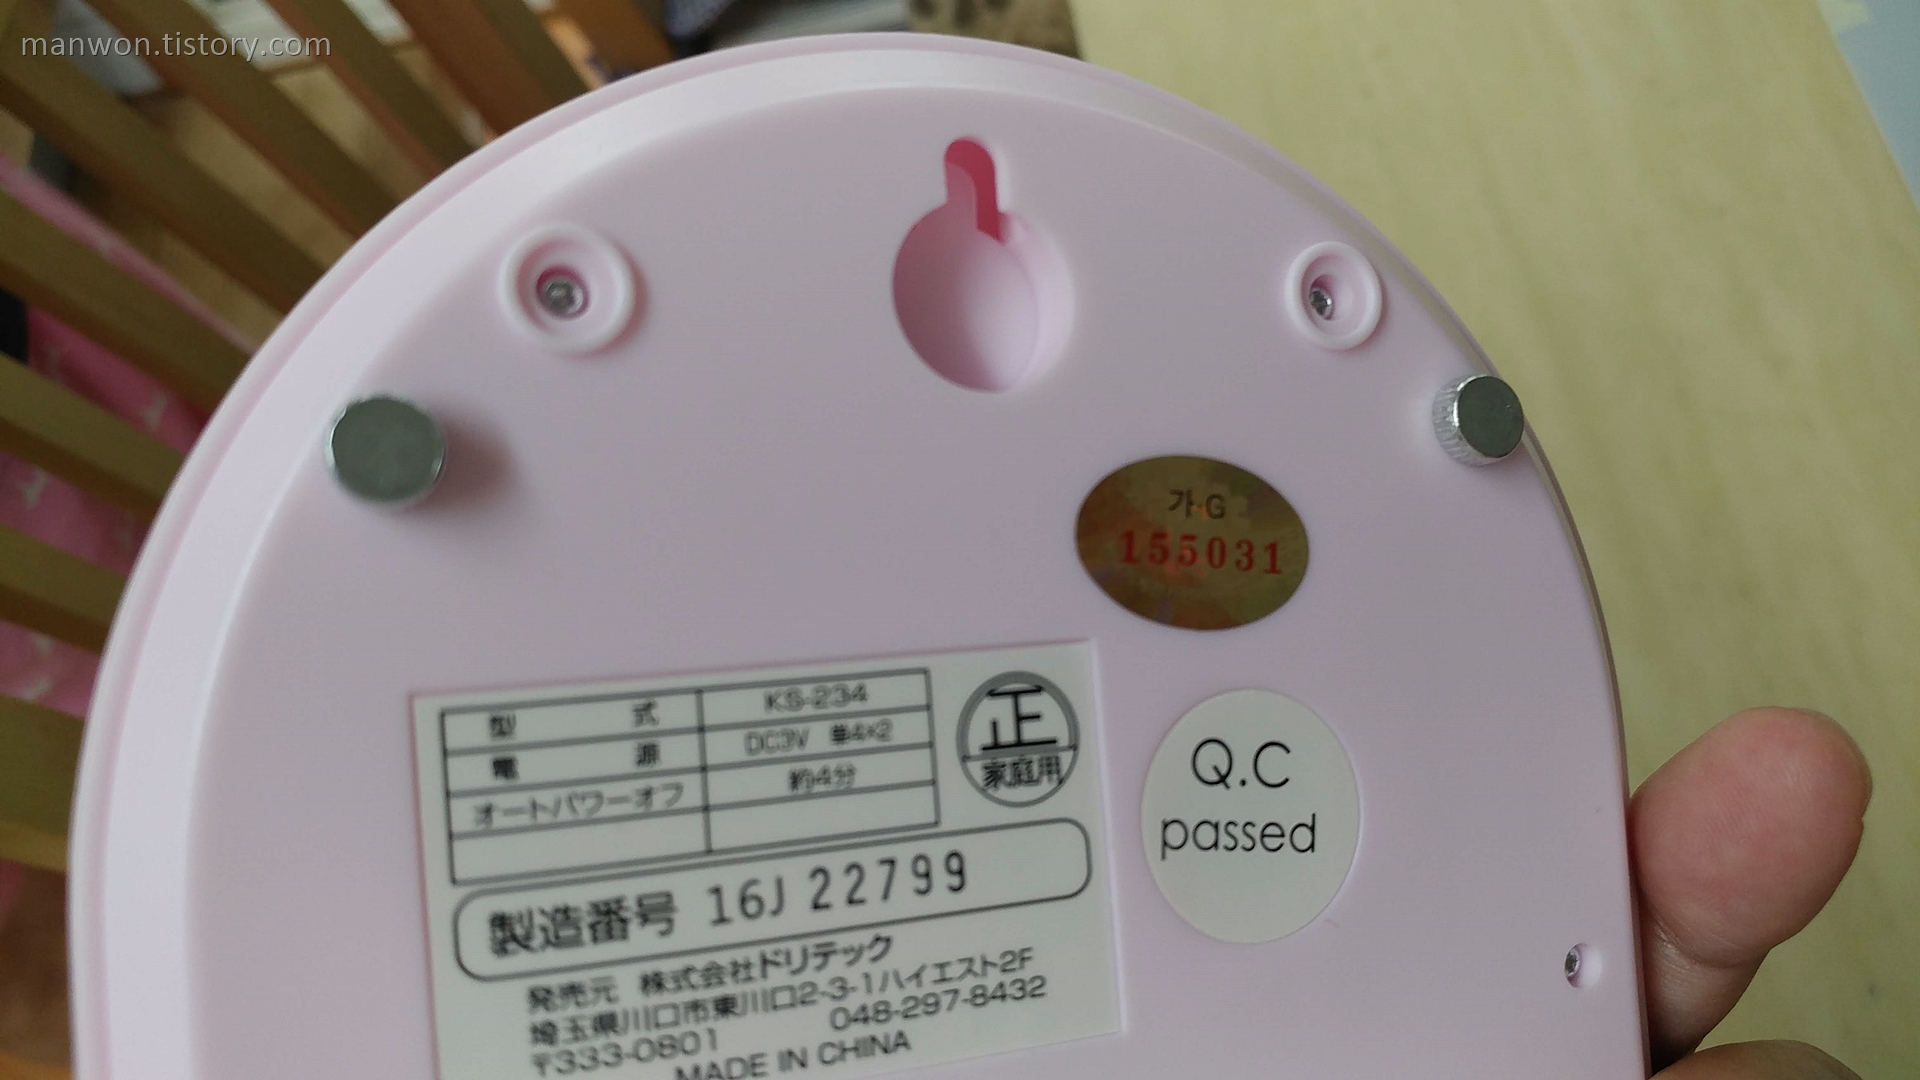 manwon.tistory.com
가 G
155031
型式 KS-234
電源 DC3V 単4×2
オートパワーオフ 約4分
正
家庭用
Q.C
passed
製造番号 16J 22799
発売元 株式会社ドリテック
埼玉県川口市東川口2-3-1ハイエスト2F
〒333-0801 048-297-8432
MADE IN CHINA